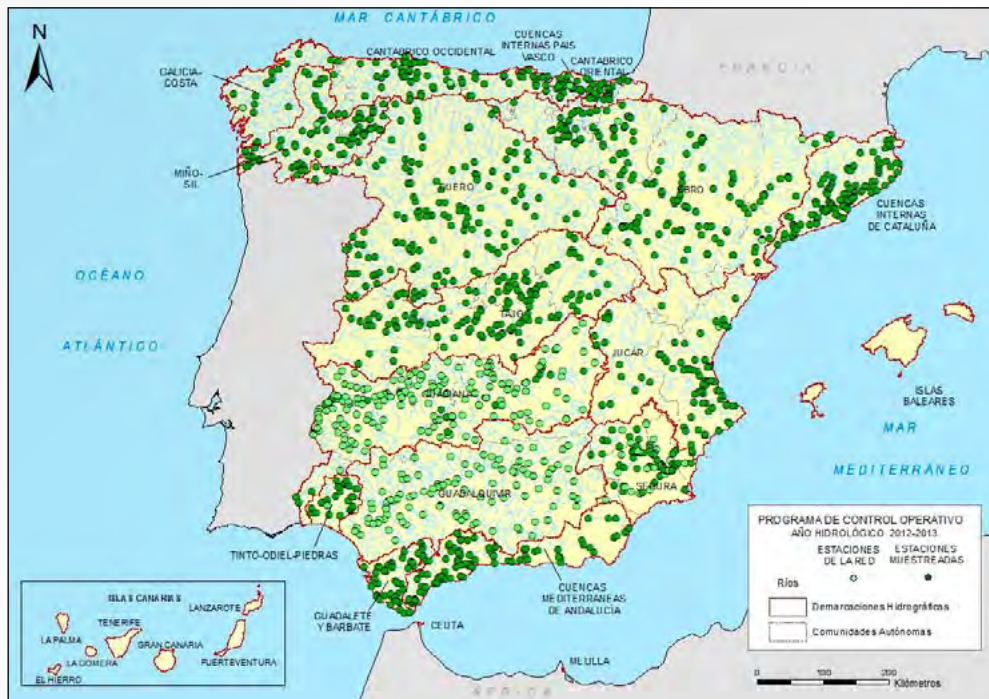 N
MAR CANTÁBRICO
CUENCAS
INTERNAS PAIS
VASCO
CANTÁBRICO OCCIDENTAL
CANTÁBRICO
ORIENTAL
GALICIA-
COSTA
FRANCIA
MIÑO-
SIL
DUERO
EBRO
CUENCAS
INTERNAS
DE CATALUÑA
OCÉANO
ATLÁNTICO
TAJO
JUCAR
ISLAS
BALEARES
GUADIANA
MAR
MEDITERRÁNEO
SEGURA
GUADALQUIVIR
TINTO-ODIEL-PIEDRAS
CUENCAS
MEDITERRÁNEAS
DE ANDALUCÍA
GUADALETE
Y BARBATE
CEUTA
MELILLA
ÁFRICA
ISLAS CANARIAS
LANZAROTE
LA PALMA
TENERIFE
GRAN CANARIA
LA GOMERA
FUERTEVENTURA
EL HIERRO
PROGRAMA DE CONTROL OPERATIVO
AÑO HIDROLÓGICO 2012-2013
ESTACIONES
DE LA RED
ESTACIONES
MUESTREADAS
Ríos
Demarcaciones Hidrográficas
Comunidades Autónomas
0 100 200
Kilómetros